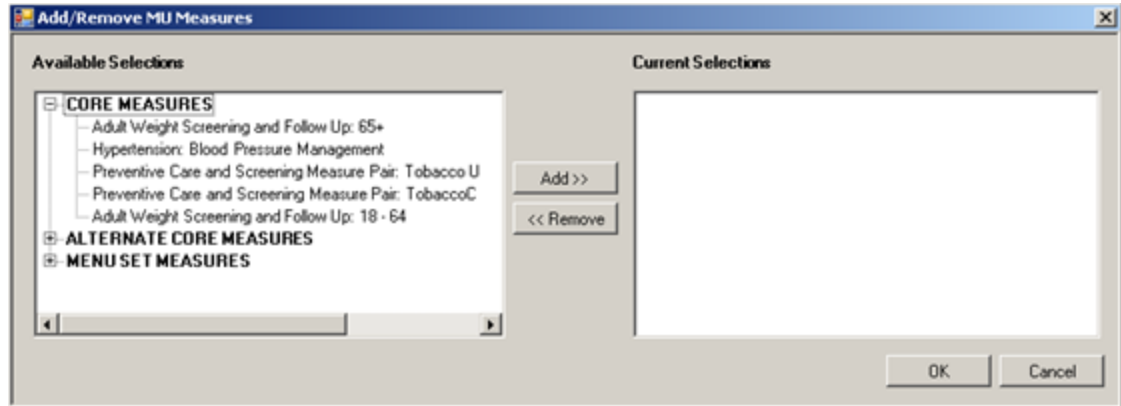 Add/Remove MU Measures
Available Selections
Current Selections
CORE MEASURES
Adult Weight Screening and Follow Up: 65+
Hypertension: Blood Pressure Management
Preventive Care and Screening Measure Pair: Tobacco U
Preventive Care and Screening Measure Pair: TobaccoC
Adult Weight Screening and Follow Up: 18 - 64
ALTERNATE CORE MEASURES
MENU SET MEASURES
Add >>
<< Remove
OK
Cancel